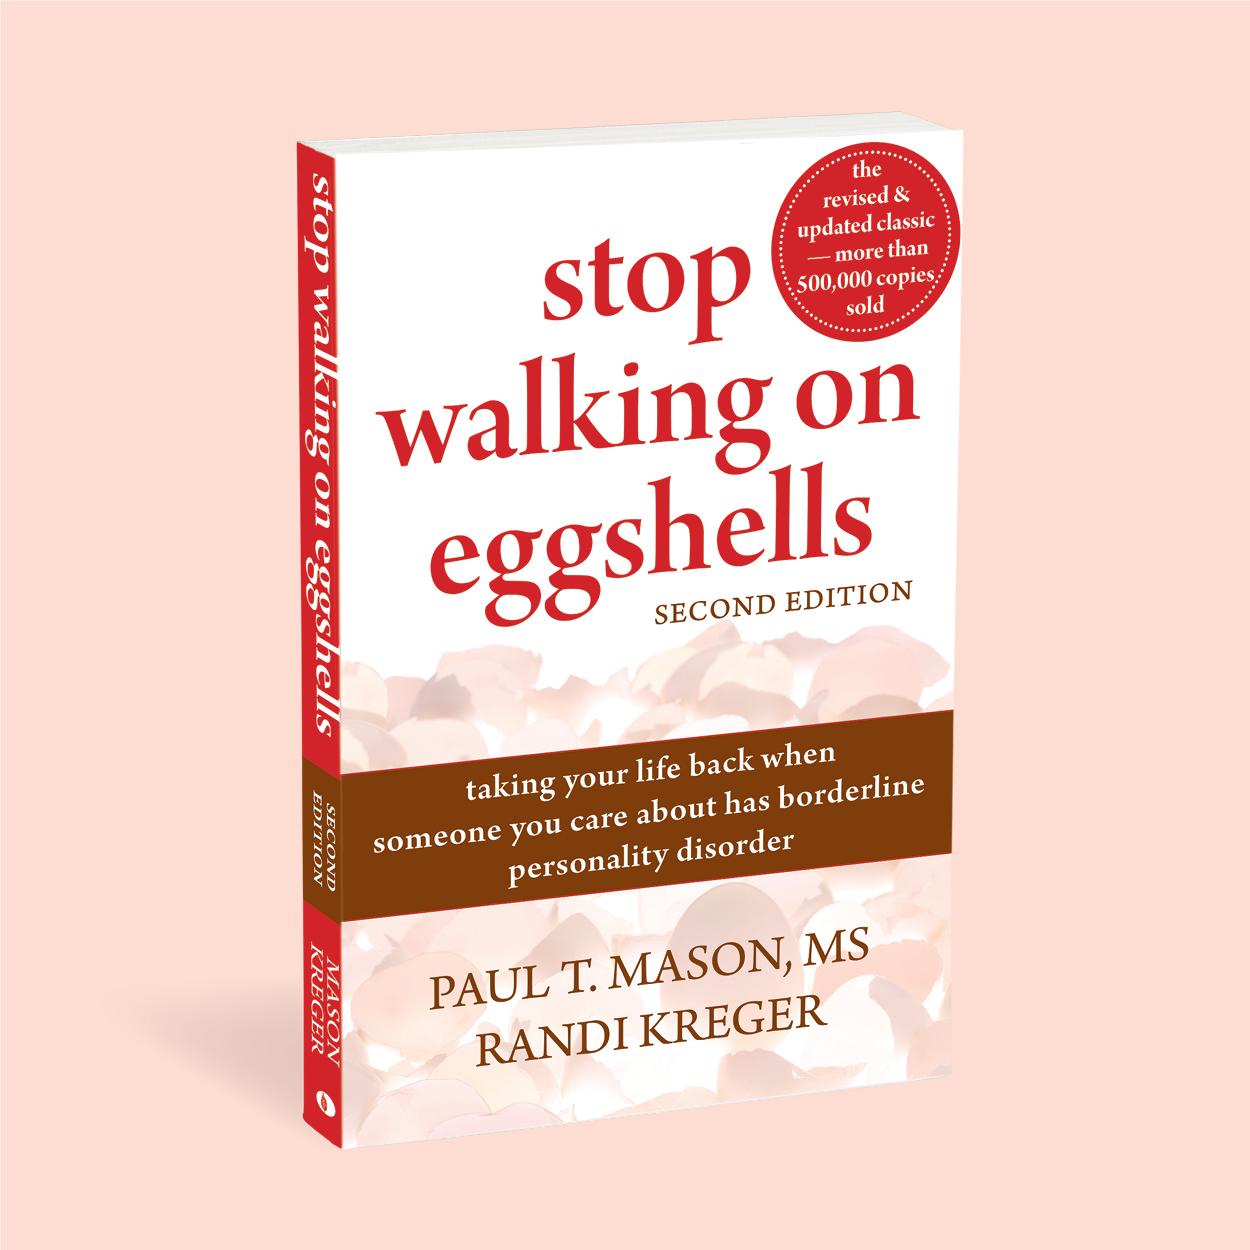 the
revised &
updated classic
— more than
500,000 copies
sold
stop
walking on
eggshells
SECOND EDITION
taking your life back when
someone you care about has borderline
personality disorder
PAUL T. MASON, MS
RANDI KREGER
stop walking on eggshells
SECOND
EDITION
MASON
KREGER